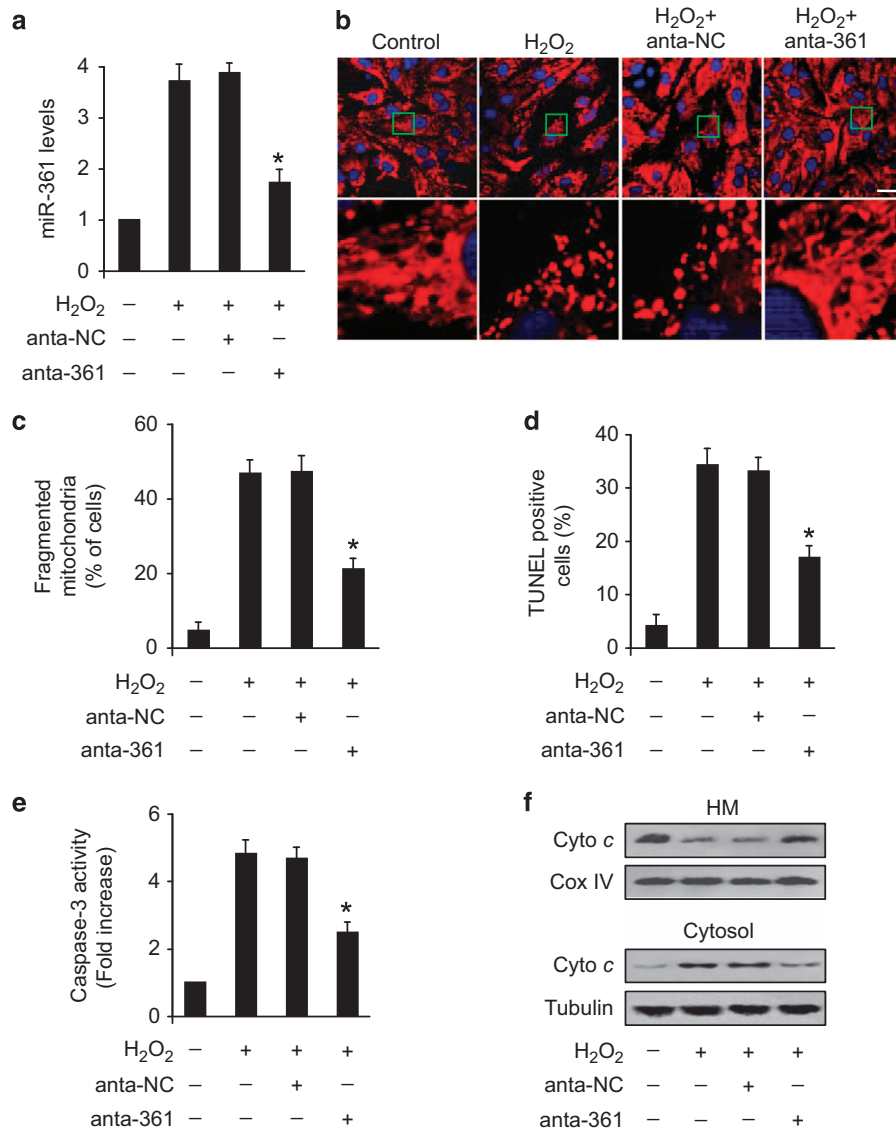 a
4
3
2
1
0
miR-361 levels
*
H₂O₂ – + + +
anta-NC – – + –
anta-361 – – – +
b
Control
H₂O₂
H₂O₂+
anta-NC
H₂O₂+
anta-361
c
60
40
20
0
Fragmented
mitochondria
(% of cells)
*
H₂O₂ – + + +
anta-NC – – + –
anta-361 – – – +
d
40
30
20
10
0
TUNEL positive
cells (%)
*
H₂O₂ – + + +
anta-NC – – + –
anta-361 – – – +
e
6
4
2
0
Caspase-3 activity
(Fold increase)
*
H₂O₂ – + + +
anta-NC – – + –
anta-361 – – – +
f
HM
Cyto c
Cox IV
Cytosol
Cyto c
Tubulin
H₂O₂ – + + +
anta-NC – – + –
anta-361 – – – +